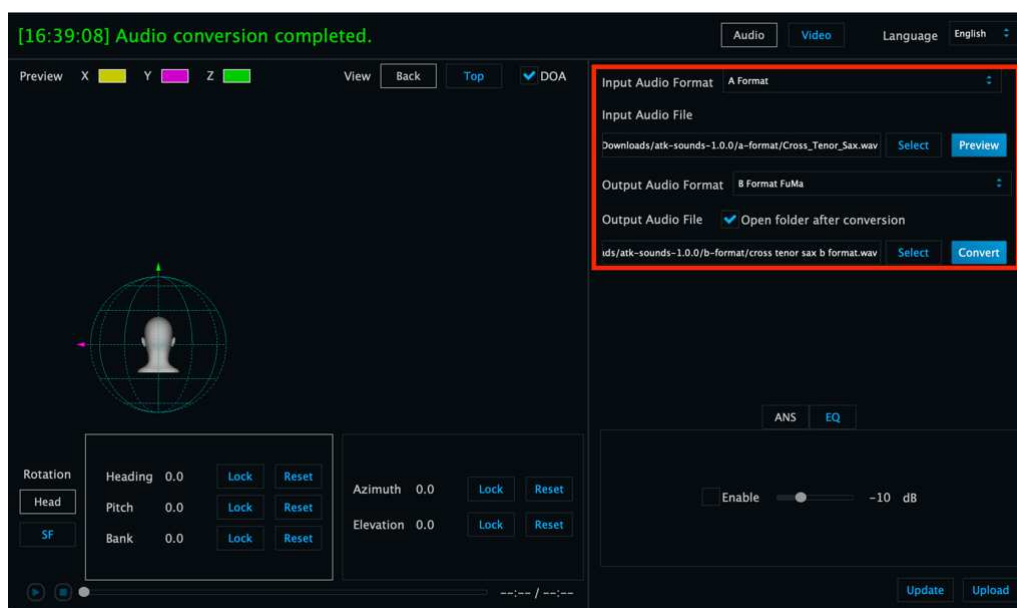 [16:39:08] Audio conversion completed.
Audio Video Language English
Preview X Y Z View Back Top DOA
Input Audio Format A Format
Input Audio File
Downloads/atk-sounds-1.0.0/a-format/Cross_Tenor_Sax.wav Select Preview
Output Audio Format B Format FuMa
Output Audio File Open folder after conversion
ads/atk-sounds-1.0.0/b-format/cross tenor sax b format.wav Select Convert
ANS EQ
Rotation
Head
SF
Heading 0.0 Lock Reset
Pitch 0.0 Lock Reset
Bank 0.0 Lock Reset
Azimuth 0.0 Lock Reset
Elevation 0.0 Lock Reset
Enable -10 dB
--:-- / --:--
Update Upload